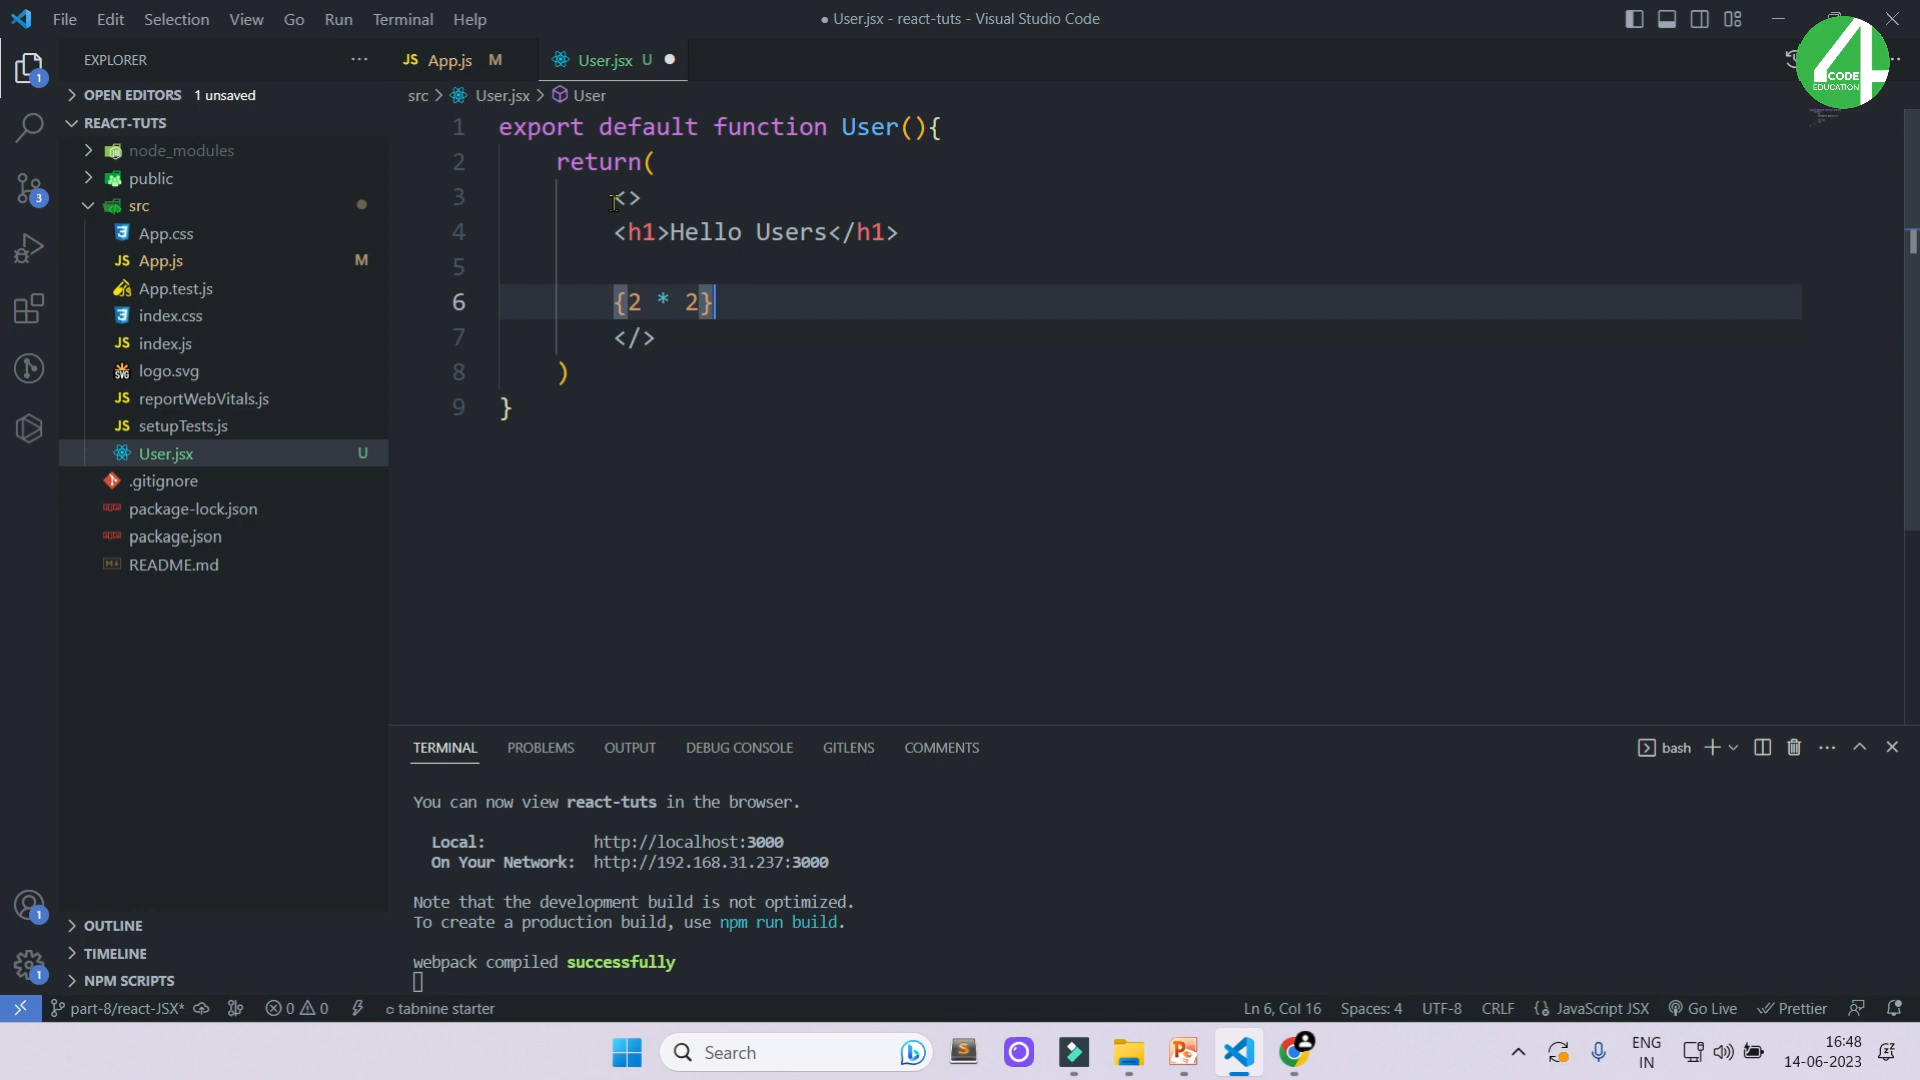 File Edit Selection View Go Run Terminal Help
● User.jsx - react-tuts - Visual Studio Code
4
CODE
EDUCATION
EXPLORER
OPEN EDITORS 1 unsaved
REACT-TUTS
node_modules
public
src
App.css
JS App.js M
App.test.js
index.css
JS index.js
SVG logo.svg
JS reportWebVitals.js
JS setupTests.js
User.jsx U
.gitignore
package-lock.json
package.json
README.md
OUTLINE
TIMELINE
NPM SCRIPTS
1
3
1
1
JS App.js M
User.jsx U ●
src > User.jsx > User
1 export default function User(){
2 return(
3 <>
4 <h1>Hello Users</h1>
5
6 {2 * 2}
7 </>
8 )
9 }
TERMINAL PROBLEMS OUTPUT DEBUG CONSOLE GITLENS COMMENTS
bash
You can now view react-tuts in the browser.
Local: http://localhost:3000
On Your Network: http://192.168.31.237:3000
Note that the development build is not optimized.
To create a production build, use npm run build.
webpack compiled successfully
part-8/react-JSX* 0 0 tabnine starter
Ln 6, Col 16 Spaces: 4 UTF-8 CRLF {} JavaScript JSX Go Live Prettier
Search
ENG
IN
16:48
14-06-2023